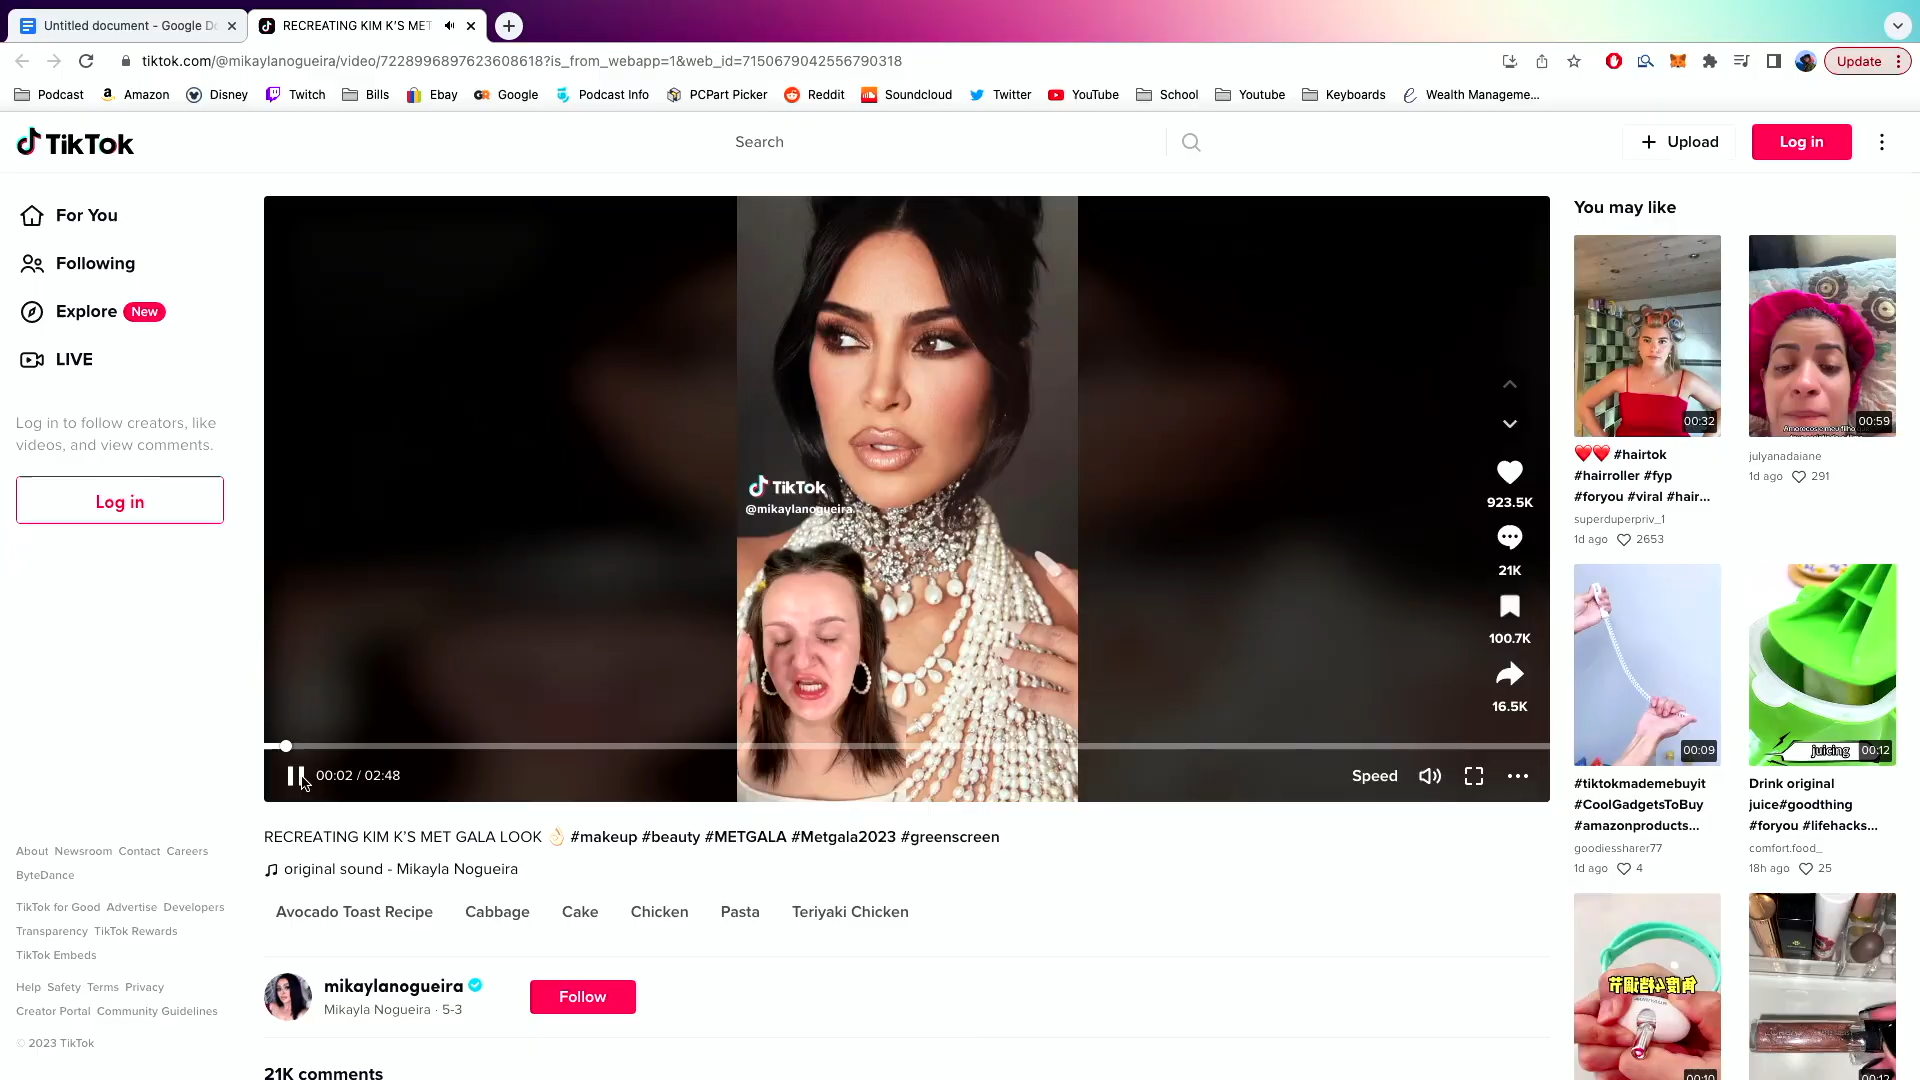 Untitled document - Google Do
RECREATING KIM K'S MET
tiktok.com/@mikaylanogueira/video/7228996897623608618?is_from_webapp=1&web_id=7150679042556790318
Update
Podcast
Amazon
Disney
Twitch
Bills
Ebay
Google
Podcast Info
PCPart Picker
Reddit
Soundcloud
Twitter
YouTube
School
Youtube
Keyboards
Wealth Manageme...
TikTok
Search
Upload
Log in
For You
Following
Explore New
LIVE
Log in to follow creators, like
videos, and view comments.
Log in
About Newsroom Contact Careers
ByteDance
TikTok for Good Advertise Developers
Transparency TikTok Rewards
TikTok Embeds
Help Safety Terms Privacy
Creator Portal Community Guidelines
© 2023 TikTok
TikTok
@mikaylanogueira
923.5K
21K
100.7K
16.5K
00:02 / 02:48
Speed
RECREATING KIM K'S MET GALA LOOK 👌🏻 #makeup #beauty #METGALA #Metgala2023 #greenscreen
original sound - Mikayla Nogueira
Avocado Toast Recipe
Cabbage
Cake
Chicken
Pasta
Teriyaki Chicken
mikaylanogueira
Mikayla Nogueira · 5-3
Follow
21K comments
You may like
00:32
❤️❤️ #hairtok
#hairroller #fyp
#foryou #viral #hair...
superduperpriv_1
1d ago 2653
00:59
julyanadaiane
1d ago 291
00:09
#tiktokmademebuyit
#CoolGadgetsToBuy
#amazonproducts...
goodiessharer77
1d ago 4
juicing
00:12
Drink original
juice#goodthing
#foryou #lifehacks...
comfort.food_
18h ago 25
00:10
00:12